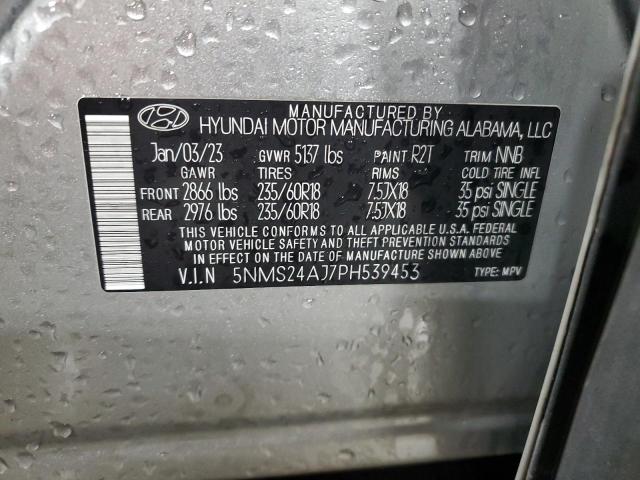 MANUFACTURED BY
HYUNDAI MOTOR MANUFACTURING ALABAMA, LLC
Jan/03/23 GVWR 5137 lbs PAINT R2T TRIM NNB
GAWR TIRES RIMS COLD TIRE INFL
FRONT 2866 lbs 235/60R18 7.5JX18 35 psi SINGLE
REAR 2976 lbs 235/60R18 7.5JX18 35 psi SINGLE
THIS VEHICLE CONFORMS TO ALL APPLICABLE U.S.A. FEDERAL
MOTOR VEHICLE SAFETY AND THEFT PREVENTION STANDARDS
IN EFFECT ON THE DATE OF MANUFACTURE SHOWN ABOVE.
V.I.N 5NMS24AJ7PH539453 TYPE: MPV